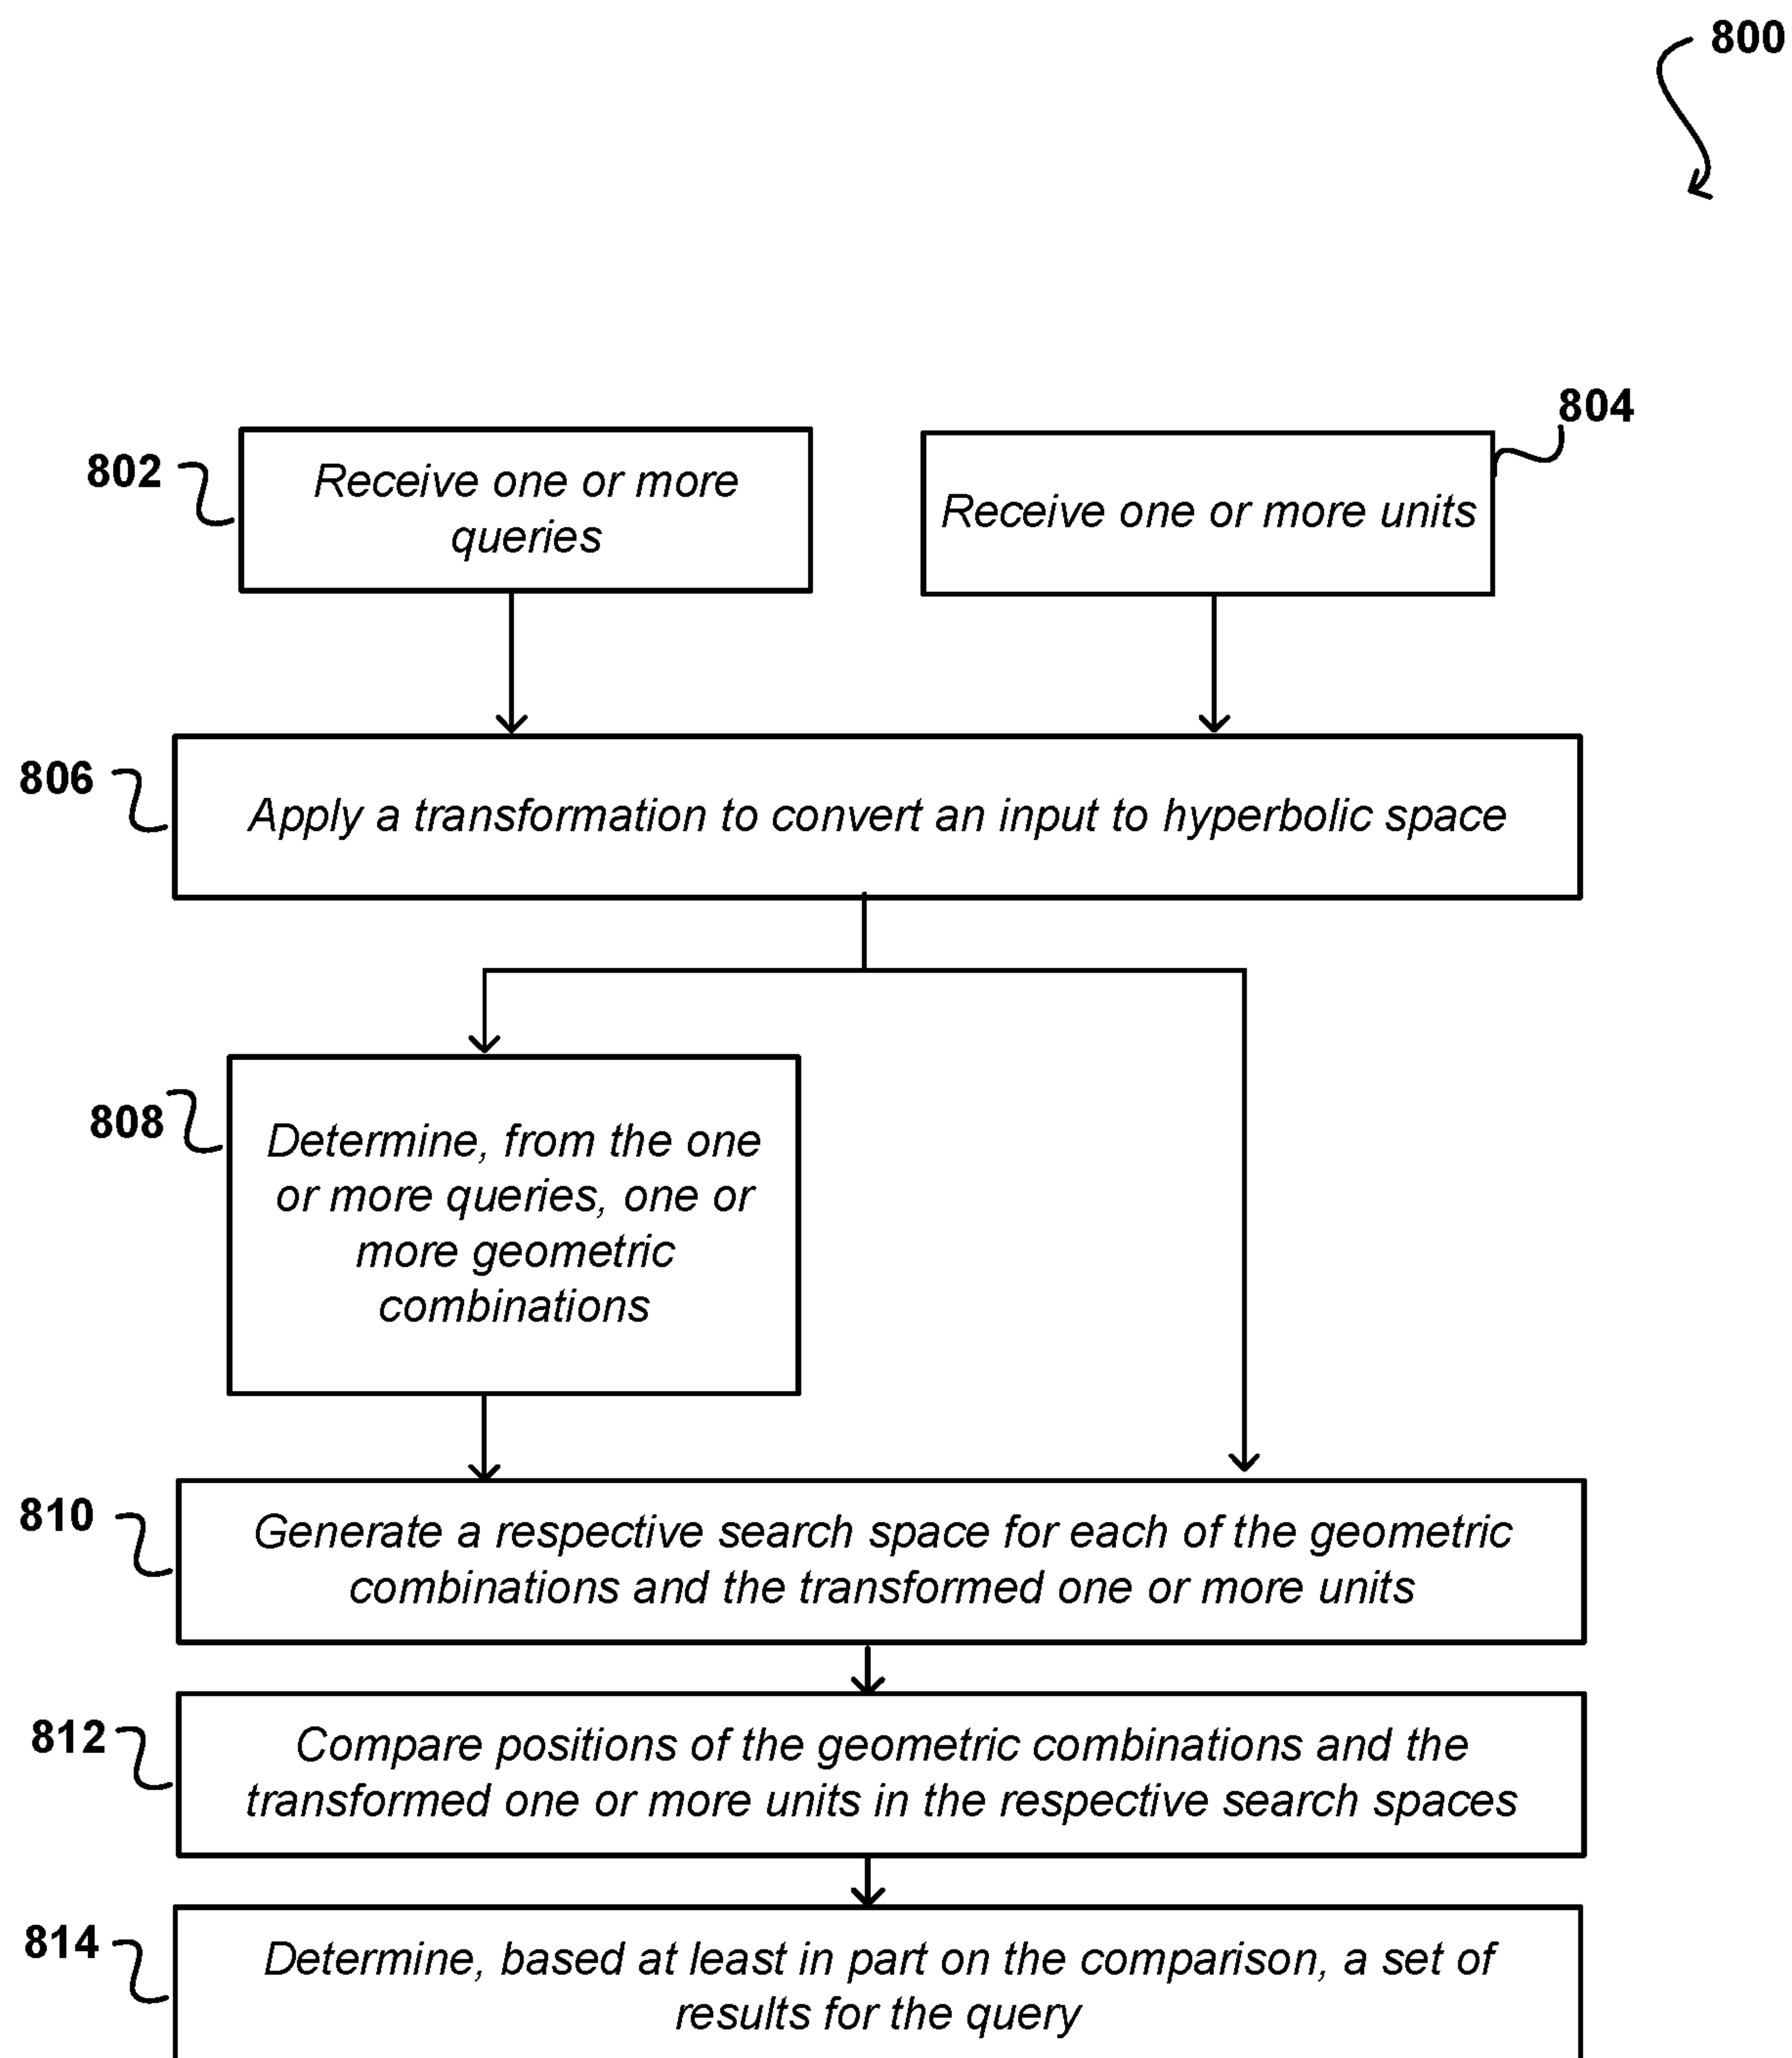 800
804
802
Receive one or more
queries
Receive one or more units
806
Apply a transformation to convert an input to hyperbolic space
808
Determine, from the one
or more queries, one or
more geometric
combinations
810
Generate a respective search space for each of the geometric
combinations and the transformed one or more units
812
Compare positions of the geometric combinations and the
transformed one or more units in the respective search spaces
814
Determine, based at least in part on the comparison, a set of
results for the query